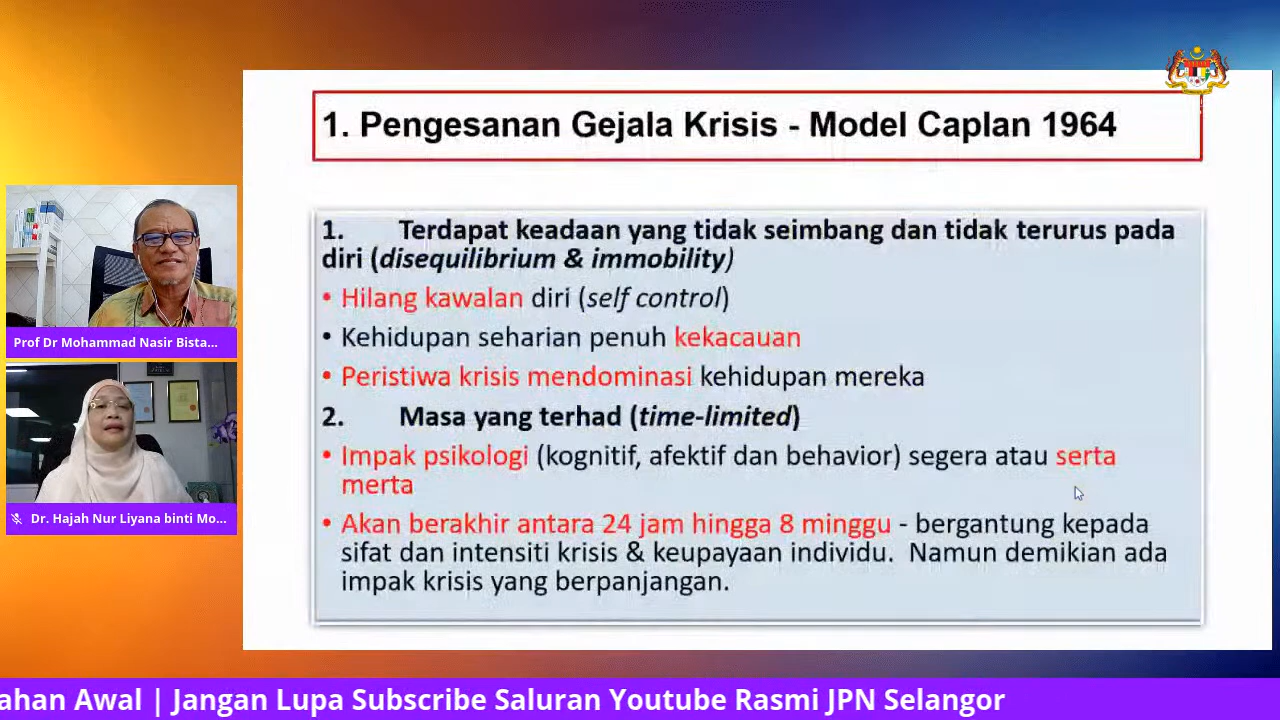 1. Pengesanan Gejala Krisis - Model Caplan 1964
1. Terdapat keadaan yang tidak seimbang dan tidak terurus pada
diri (disequilibrium & immobility)
• Hilang kawalan diri (self control)
• Kehidupan seharian penuh kekacauan
• Peristiwa krisis mendominasi kehidupan mereka
2. Masa yang terhad (time-limited)
• Impak psikologi (kognitif, afektif dan behavior) segera atau serta
merta
• Akan berakhir antara 24 jam hingga 8 minggu - bergantung kepada
sifat dan intensiti krisis & keupayaan individu. Namun demikian ada
impak krisis yang berpanjangan.
Prof Dr Mohammad Nasir Bista...
Dr. Hajah Nur Liyana binti Mo...
ahan Awal | Jangan Lupa Subscribe Saluran Youtube Rasmi JPN Selangor